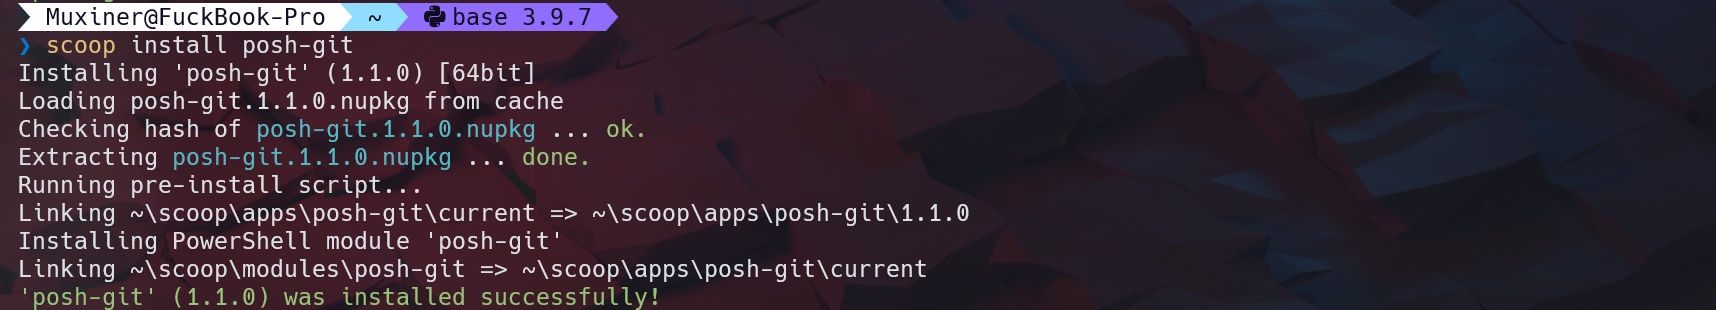 Muxiner@FuckBook-Pro ~ base 3.9.7
❯ scoop install posh-git
Installing 'posh-git' (1.1.0) [64bit]
Loading posh-git.1.1.0.nupkg from cache
Checking hash of posh-git.1.1.0.nupkg ... ok.
Extracting posh-git.1.1.0.nupkg ... done.
Running pre-install script...
Linking ~\scoop\apps\posh-git\current => ~\scoop\apps\posh-git\1.1.0
Installing PowerShell module 'posh-git'
Linking ~\scoop\modules\posh-git => ~\scoop\apps\posh-git\current
'posh-git' (1.1.0) was installed successfully!